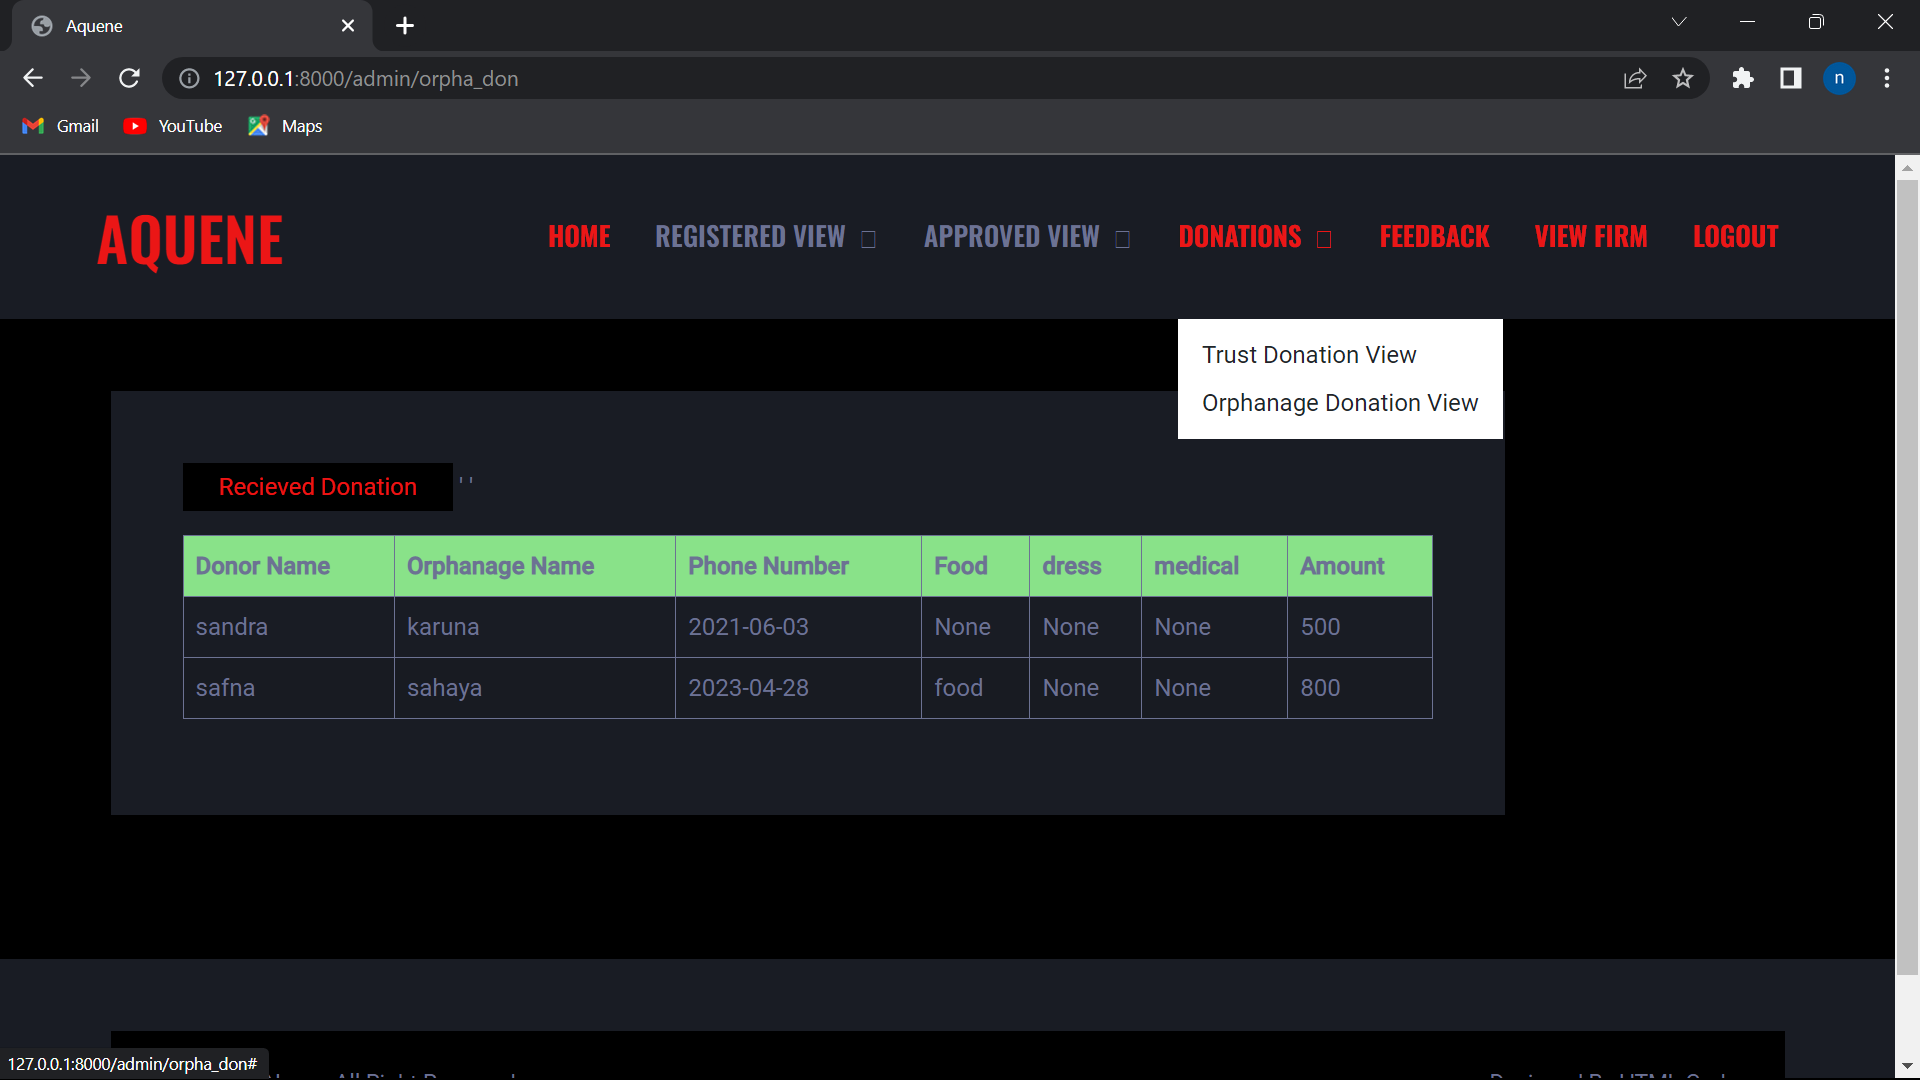 Aquene
127.0.0.1:8000/admin/orpha_don
n
Gmail YouTube Maps
AQUENE HOME REGISTERED VIEW APPROVED VIEW DONATIONS FEEDBACK VIEW FIRM LOGOUT
Trust Donation View
Orphanage Donation View
Recieved Donation ' '
Donor Name Orphanage Name Phone Number Food dress medical Amount
sandra karuna 2021-06-03 None None None 500
safna sahaya 2023-04-28 food None None 800
127.0.0.1:8000/admin/orpha_don#